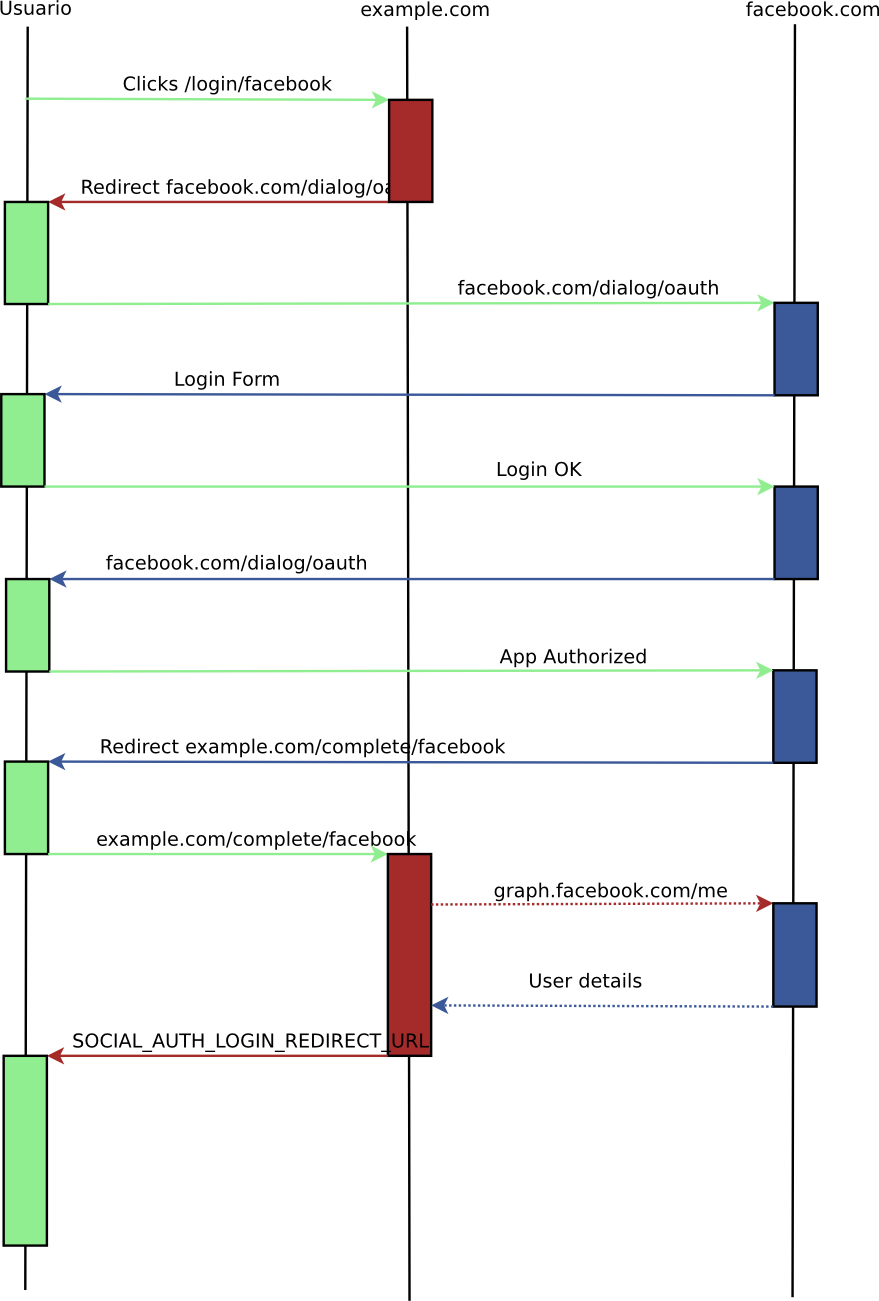 Usuario
example.com
facebook.com
Clicks /login/facebook
Redirect facebook.com/dialog/oa
facebook.com/dialog/oauth
Login Form
Login OK
facebook.com/dialog/oauth
App Authorized
Redirect example.com/complete/facebook
example.com/complete/facebook
graph.facebook.com/me
User details
SOCIAL_AUTH_LOGIN_REDIRECT_URL